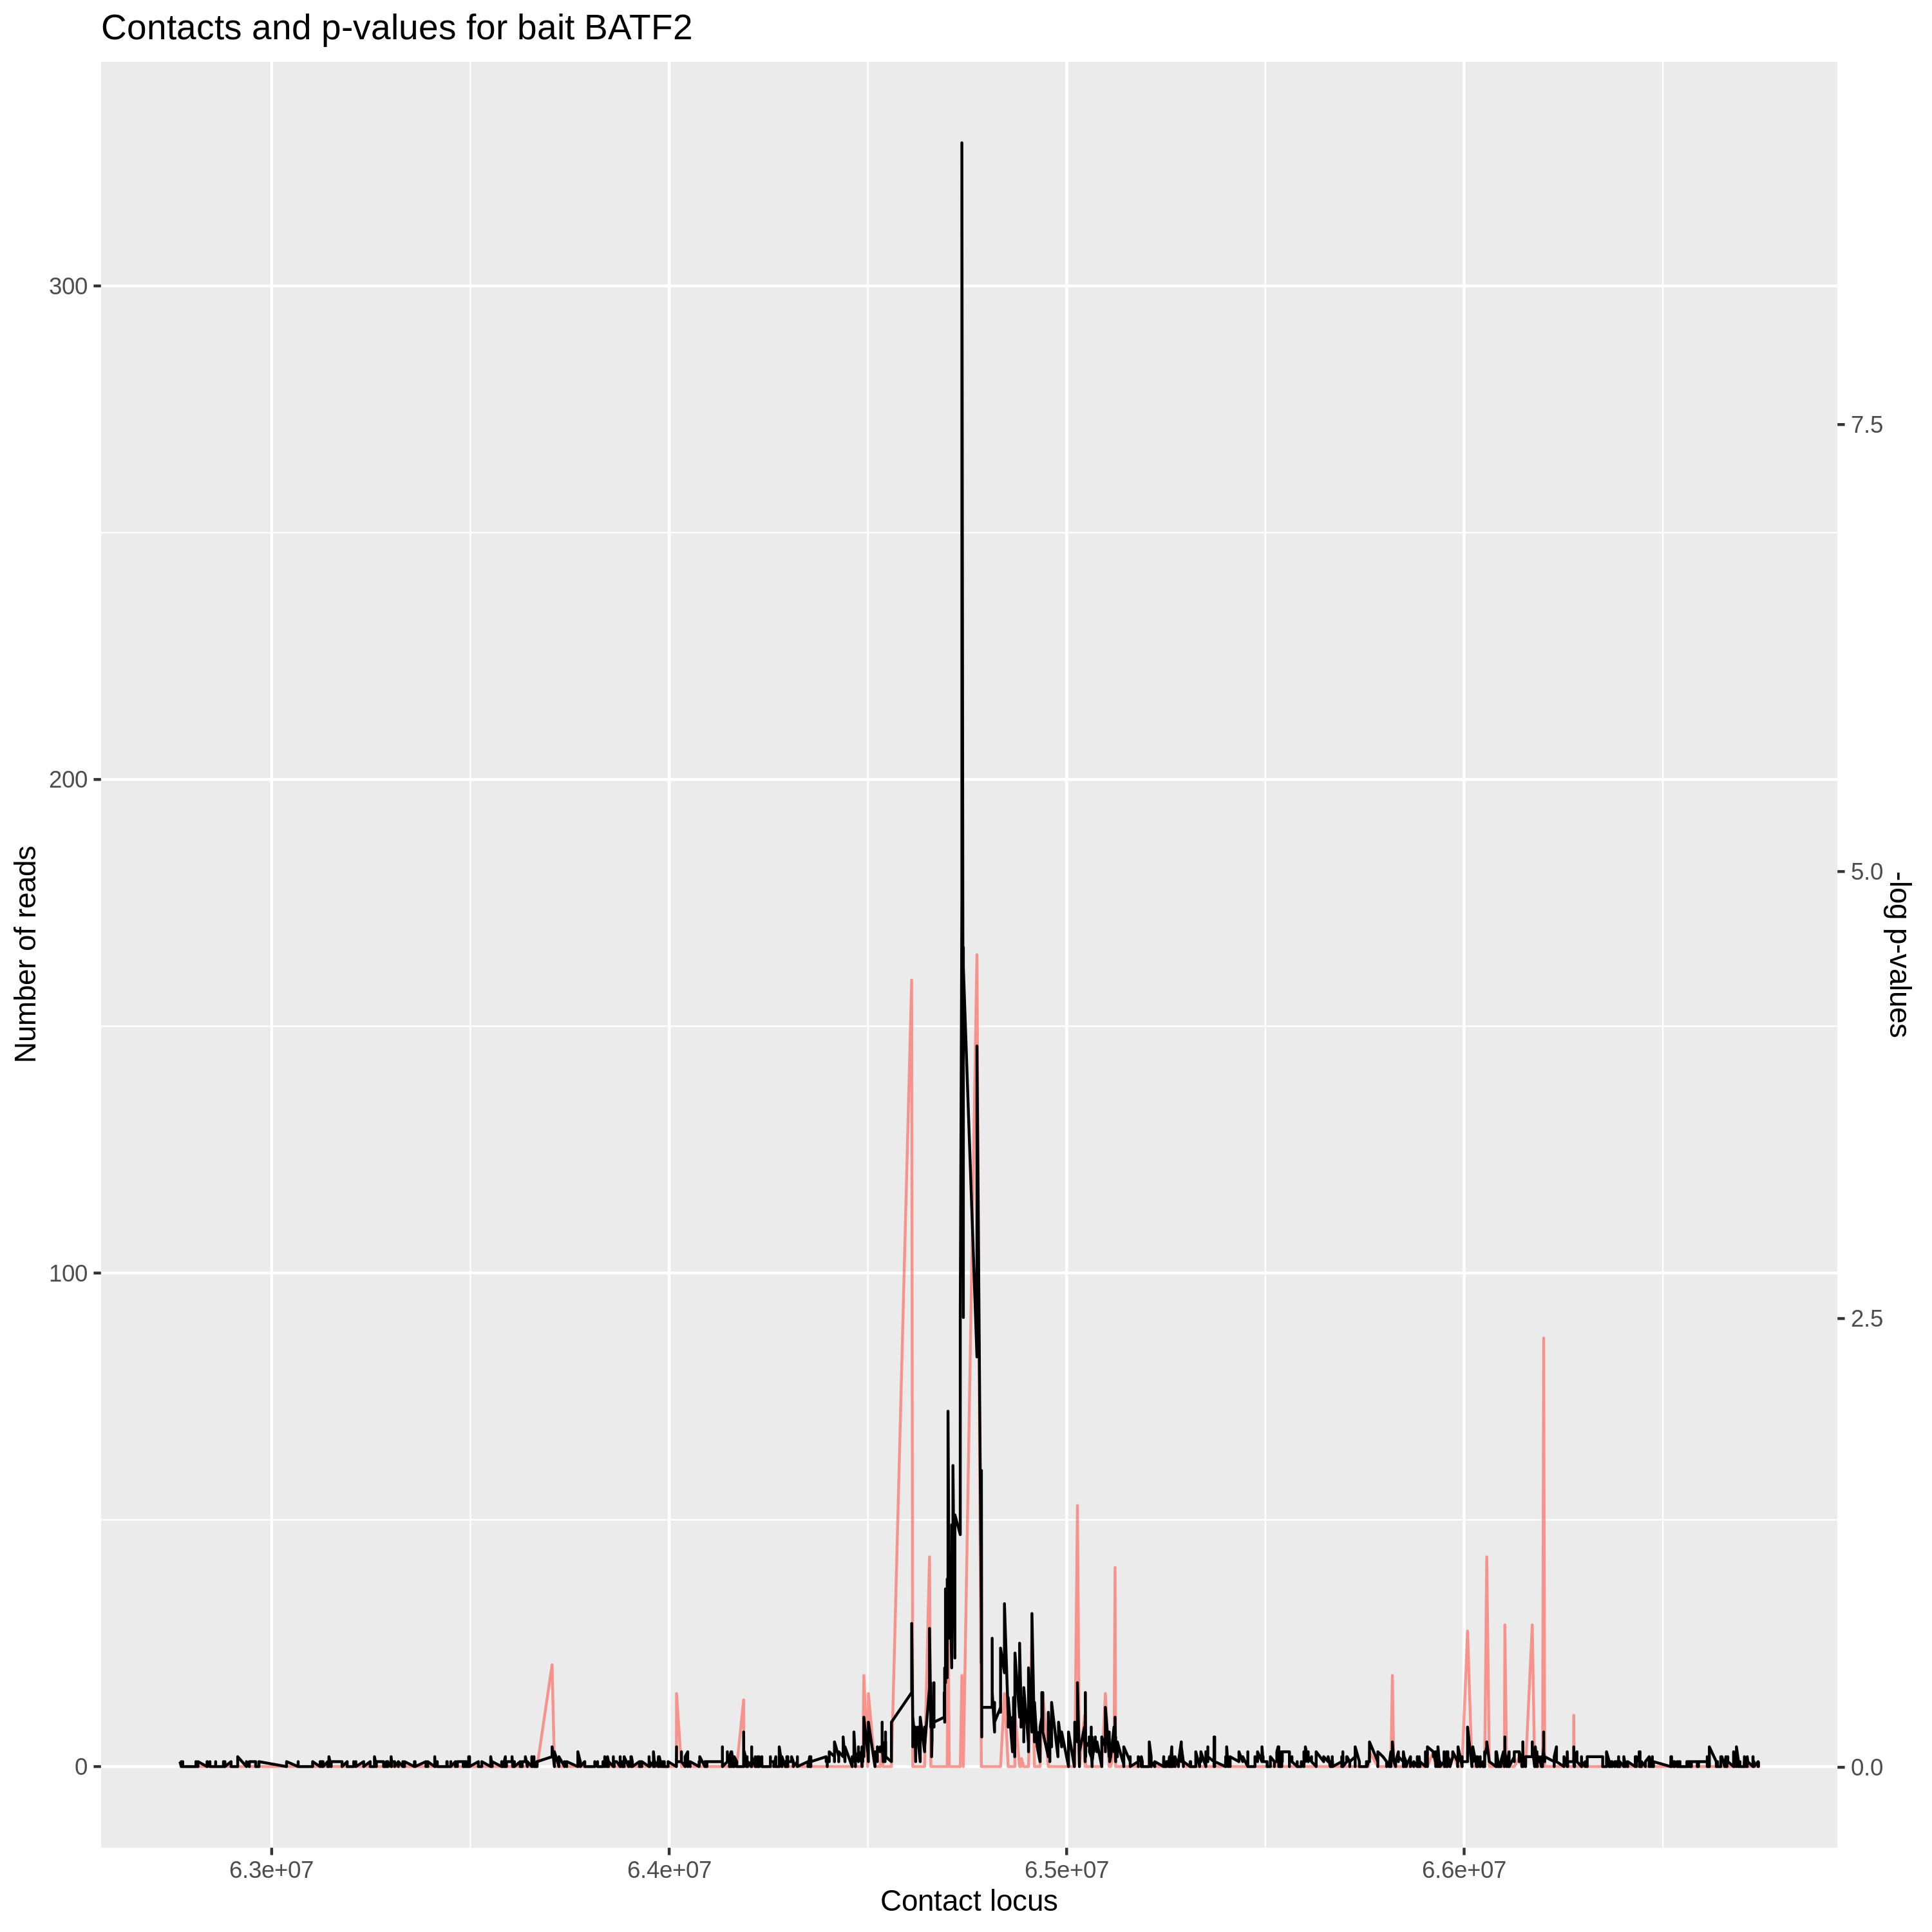 Contacts and p-values for bait BATF2
300
200
100
0
Number of reads
7.5
5.0
2.5
0.0
-log p-values
6.3e+07 6.4e+07 6.5e+07 6.6e+07
Contact locus